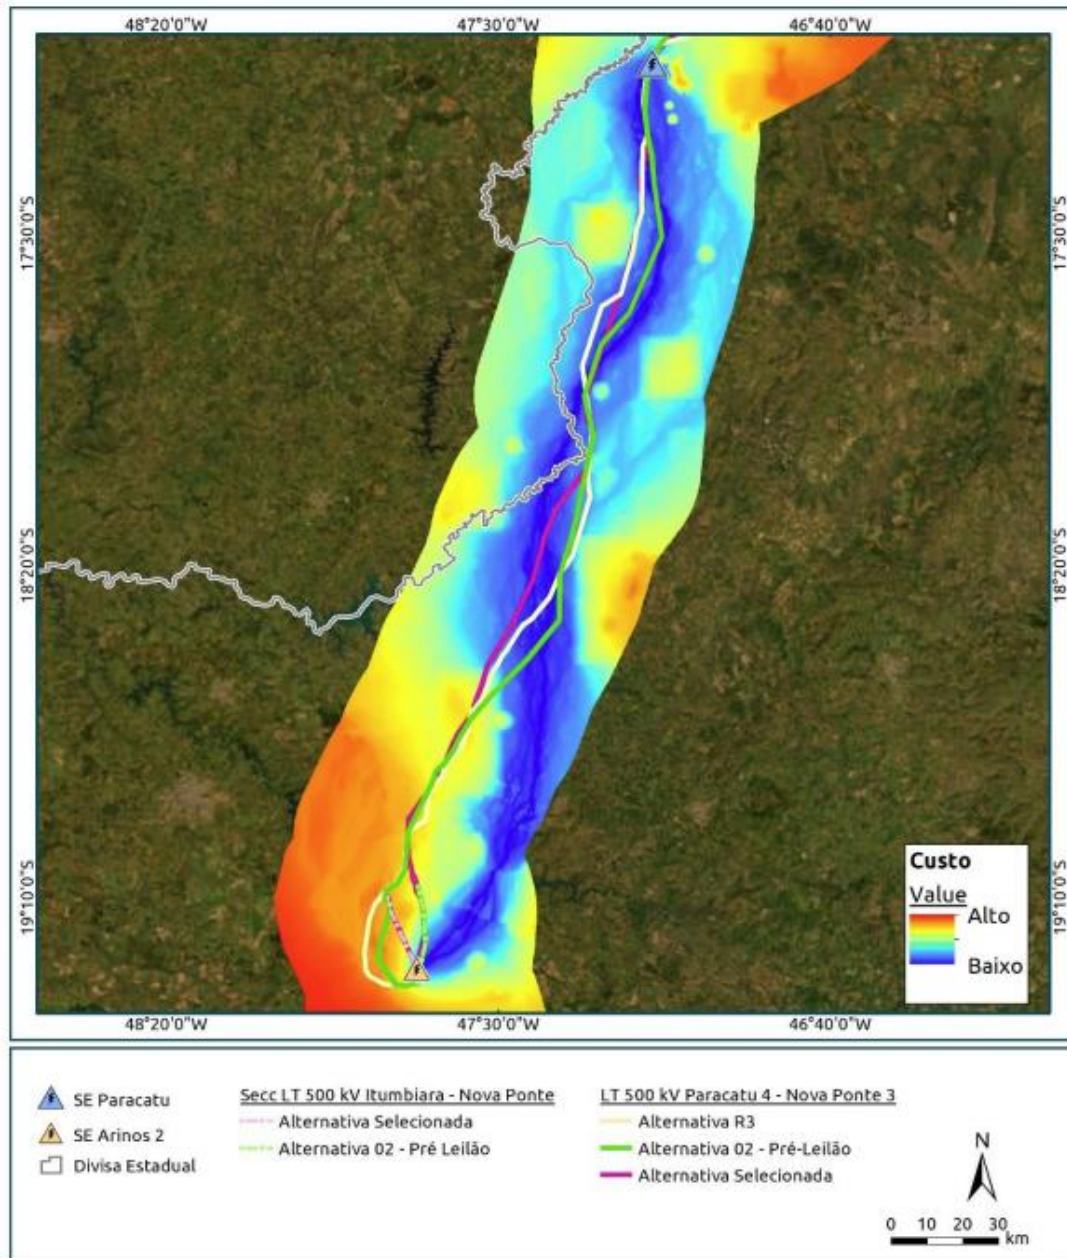 48°20'0"W 47°30'0"W 46°40'0"W
17°30'0"S 17°30'0"S
18°20'0"S 18°20'0"S
19°10'0"S 19°10'0"S
Custo
Value
Alto
Baixo
48°20'0"W 47°30'0"W 46°40'0"W
SE Paracatu
SE Arinos 2
Divisa Estadual
Secc LT 500 kV Itumbiara - Nova Ponte
Alternativa Selecionada
Alternativa 02 - Pré Leilão
LT 500 kV Paracatu 4 - Nova Ponte 3
Alternativa R3
Alternativa 02 - Pré-Leilão
Alternativa Selecionada
N
0 10 20 30
km